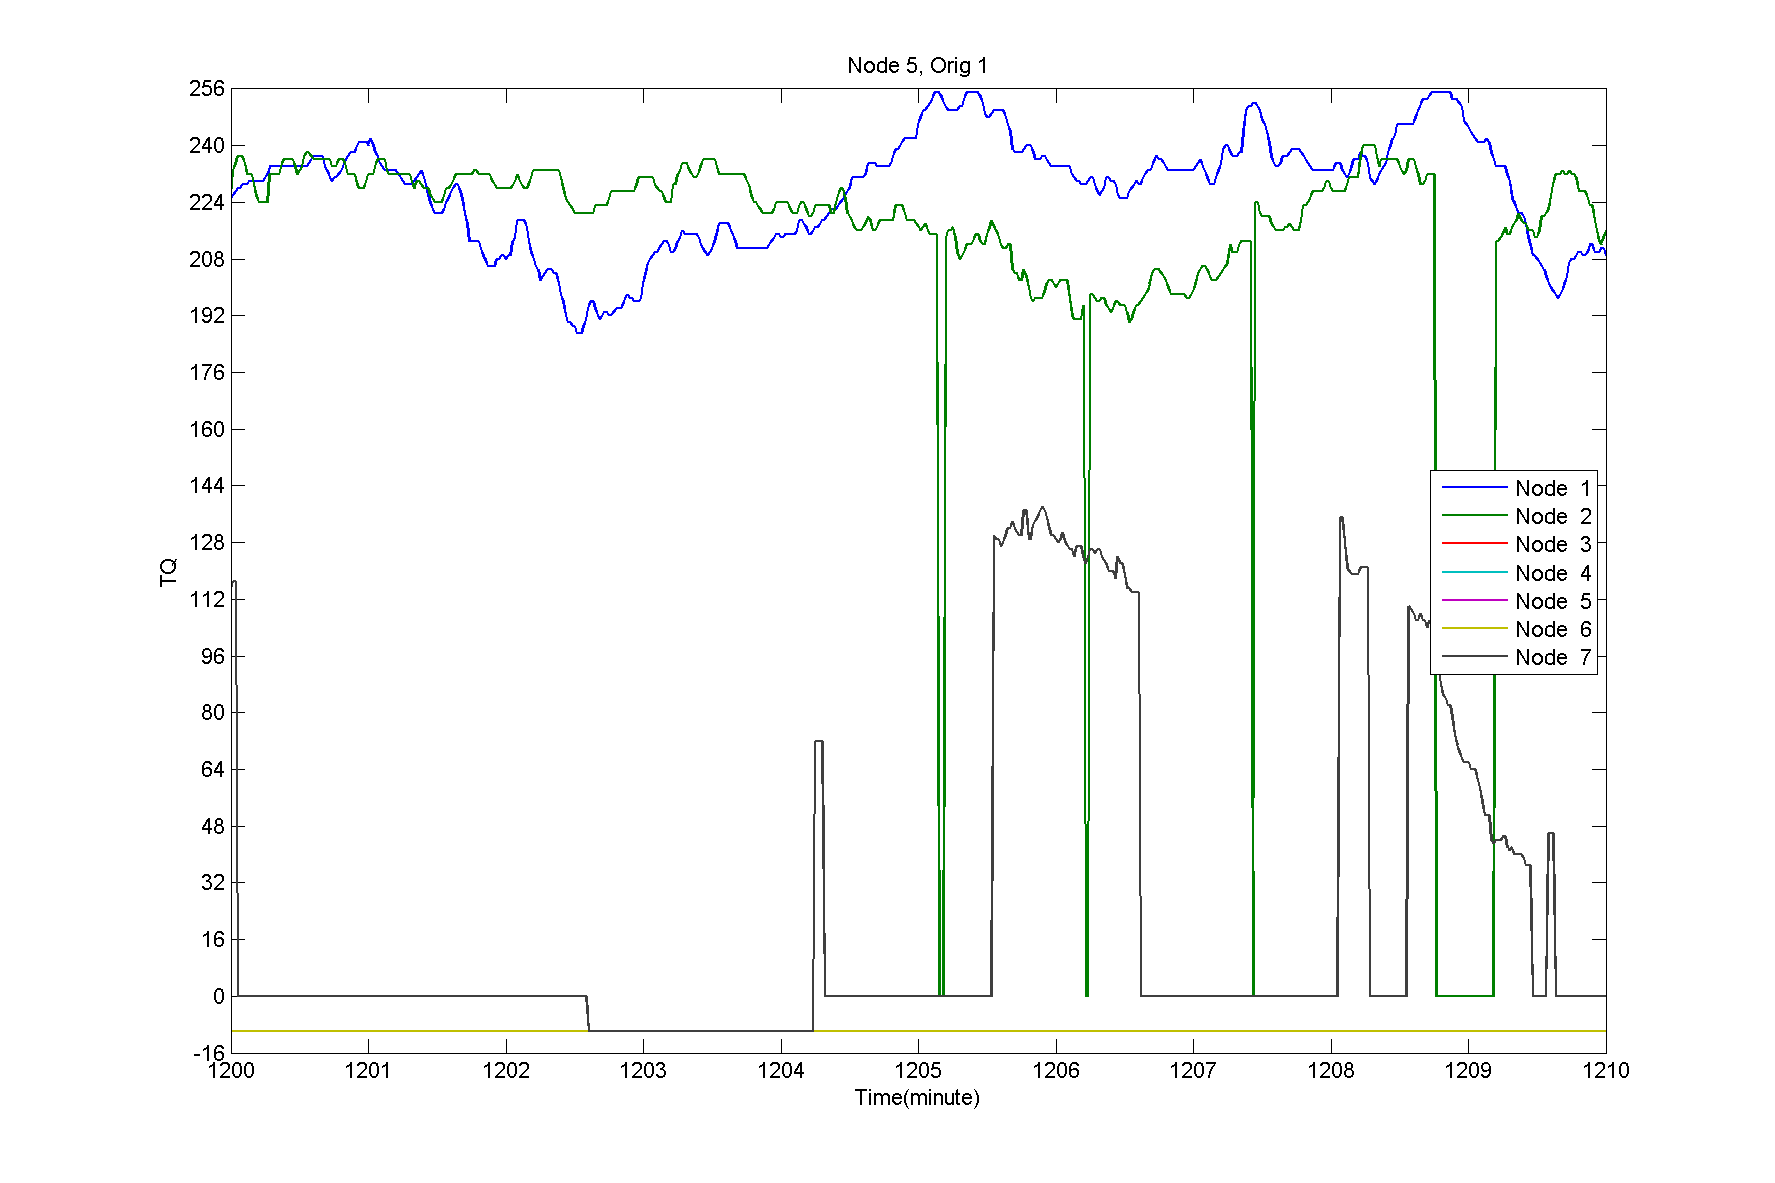 Node 5, Orig 1
256
240
224
208
192
176
160
144
128
112
96
80
64
48
32
16
0
-16
TQ
Node 1
Node 2
Node 3
Node 4
Node 5
Node 6
Node 7
1200 1201 1202 1203 1204 1205 1206 1207 1208 1209 1210
Time(minute)